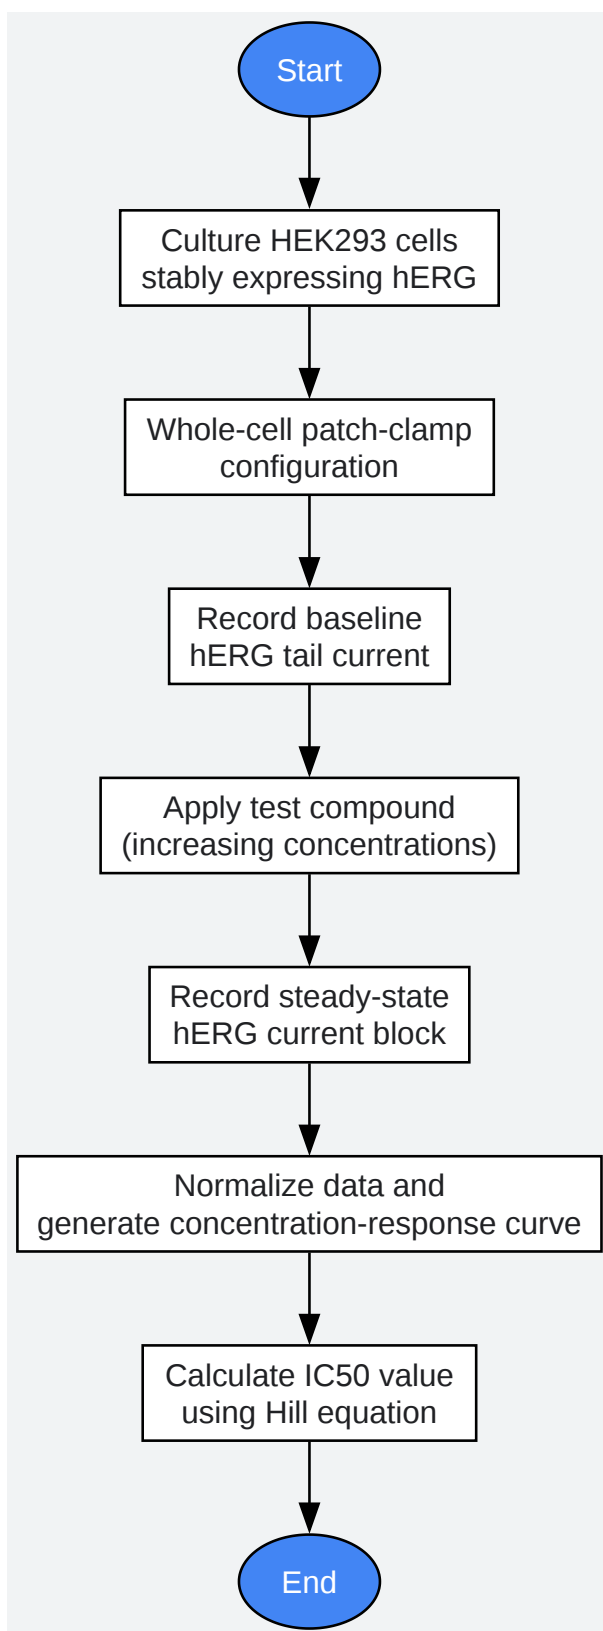 Start
Culture HEK293 cells
stably expressing hERG
Whole-cell patch-clamp
configuration
Record baseline
hERG tail current
Apply test compound
(increasing concentrations)
Record steady-state
hERG current block
Normalize data and
generate concentration-response curve
Calculate IC50 value
using Hill equation
End